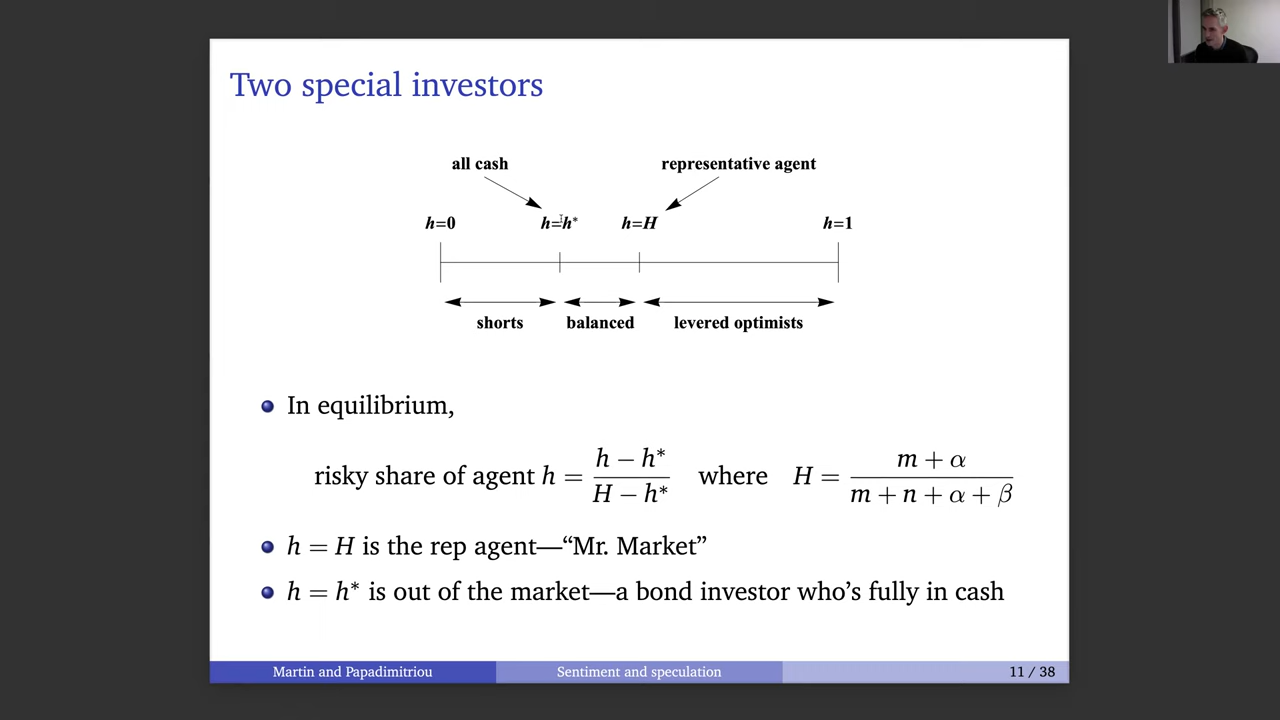 Two special investors
all cash
representative agent
h=0
h=h*
h=H
h=1
shorts
balanced
levered optimists
In equilibrium,
risky share of agent h = (h − h*)/(H − h*) where H = (m + α)/(m + n + α + β)
h = H is the rep agent—“Mr. Market”
h = h* is out of the market—a bond investor who’s fully in cash
Martin and Papadimitriou
Sentiment and speculation
11 / 38